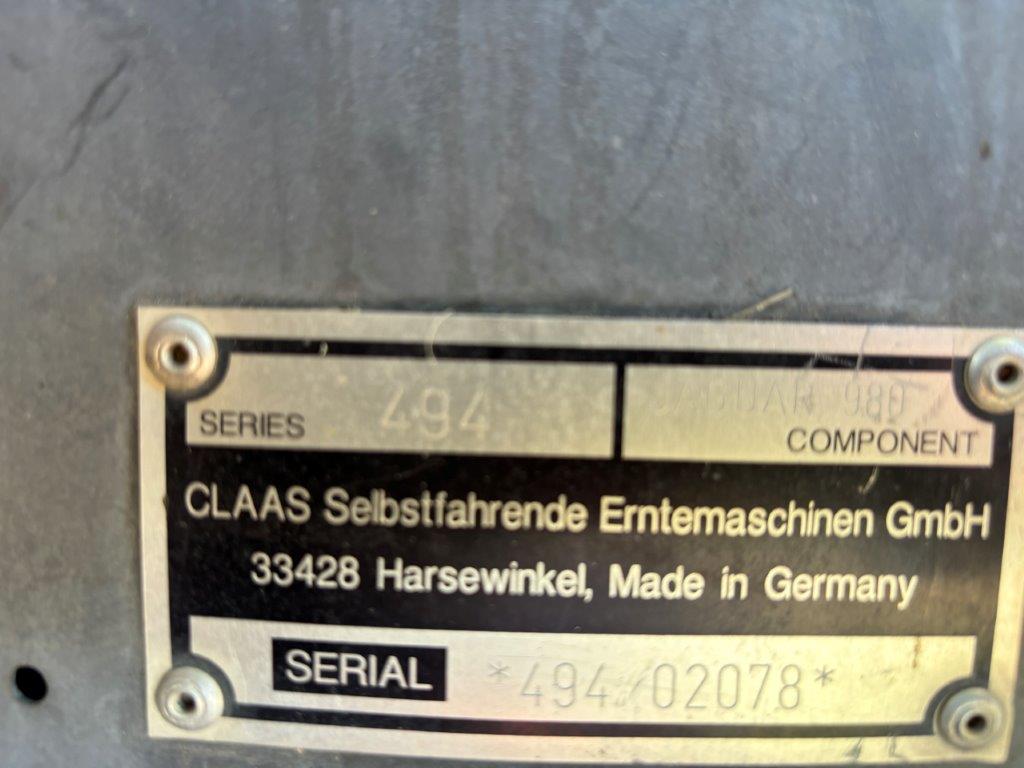 SERIES 494 JAGUAR 980 COMPONENT
CLAAS Selbstfahrende Erntemaschinen GmbH
33428 Harsewinkel, Made in Germany
SERIAL *494/02078*